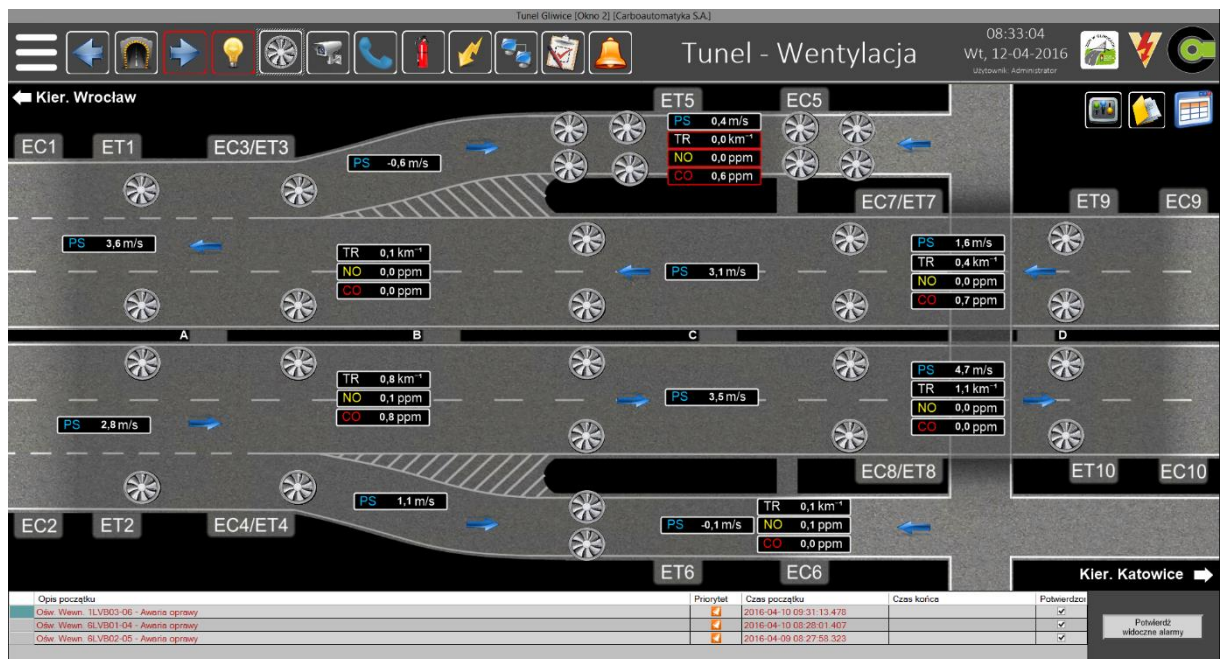 Tunel Gliwice [Okno 2] [Carboautomatyka S.A.]
Tunel - Wentylacja
08:33:04
Wt, 12-04-2016
Użytownik: Administrator
Kier. Wrocław
ET5 EC5
EC1 ET1 EC3/ET3
PS 0,4 m/s
TR 0,0 km⁻¹
NO 0,0 ppm
CO 0,6 ppm
PS -0,6 m/s
EC7/ET7 ET9 EC9
PS 3,6 m/s
TR 0,1 km⁻¹
NO 0,0 ppm
CO 0,0 ppm
PS 3,1 m/s
PS 1,6 m/s
TR 0,4 km⁻¹
NO 0,0 ppm
CO 0,7 ppm
A B C D
PS 2,8 m/s
TR 0,8 km⁻¹
NO 0,1 ppm
CO 0,8 ppm
PS 3,5 m/s
PS 4,7 m/s
TR 1,1 km⁻¹
NO 0,0 ppm
CO 0,0 ppm
EC8/ET8 ET10 EC10
PS 1,1 m/s
EC2 ET2 EC4/ET4
PS -0,1 m/s
TR 0,1 km⁻¹
NO 0,1 ppm
CO 0,0 ppm
ET6 EC6
Kier. Katowice
Opis początku Priorytet Czas początku Czas końca Potwierdzor
Ośw. Wewn. 1LVB03-06 - Awaria oprawy 2016-04-10 09:31:13.478
Ośw. Wewn. 6LVB01-04 - Awaria oprawy 2016-04-10 08:28:01.407
Ośw. Wewn. 6LVB02-05 - Awaria oprawy 2016-04-09 08:27:58.323
Potwierdź
widoczne alarmy